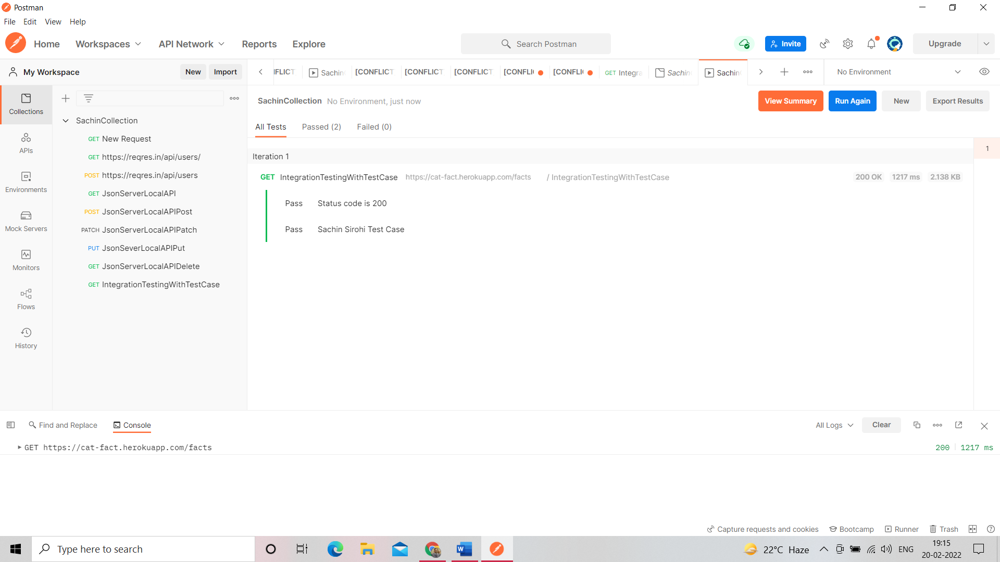 Postman
File Edit View Help
Home Workspaces API Network Reports Explore Search Postman Invite Upgrade
My Workspace New Import NFLICT Sachin [CONFLICT [CONFLICT [CONFLICT [CONFLI [CONFLI GET Integra Sachin Sachin No Environment
SachinCollection No Environment, just now View Summary Run Again New Export Results
All Tests Passed (2) Failed (0)
Iteration 1 1
GET IntegrationTestingWithTestCase https://cat-fact.herokuapp.com/facts / IntegrationTestingWithTestCase 200 OK 1217 ms 2.138 KB
Pass Status code is 200
Pass Sachin Sirohi Test Case
Collections
APIs
Environments
Mock Servers
Monitors
Flows
History
SachinCollection
GET New Request
GET https://reqres.in/api/users/
POST https://reqres.in/api/users
GET JsonServerLocalAPI
POST JsonServerLocalAPIPost
PATCH JsonServerLocalAPIPatch
PUT JsonSeverLocalAPIPut
GET JsonServerLocalAPIDelete
GET IntegrationTestingWithTestCase
Find and Replace Console All Logs Clear
GET https://cat-fact.herokuapp.com/facts 200 1217 ms
Capture requests and cookies Bootcamp Runner Trash
Type here to search 22°C Haze ENG 19:15
20-02-2022